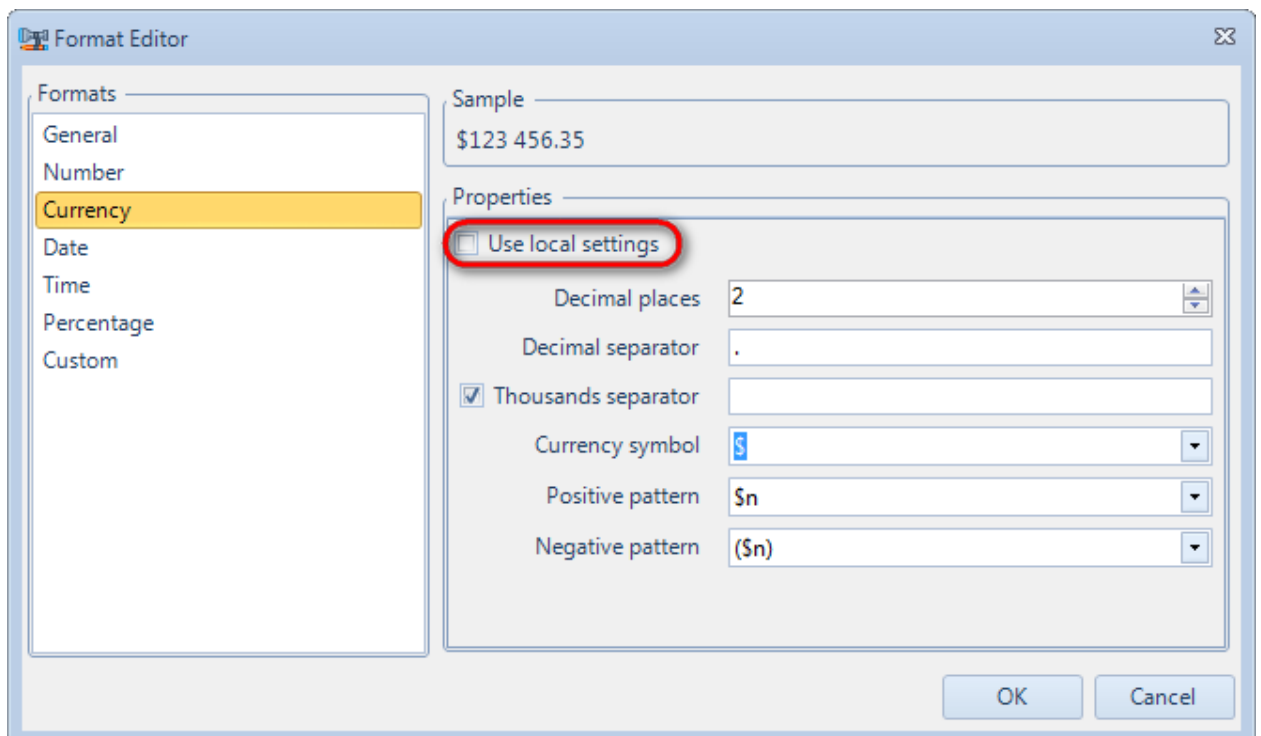 Format Editor
Formats
General
Number
Currency
Date
Time
Percentage
Custom
Sample
$123 456.35
Properties
Use local settings
Decimal places 2
Decimal separator .
Thousands separator
Currency symbol $
Positive pattern $n
Negative pattern ($n)
OK Cancel